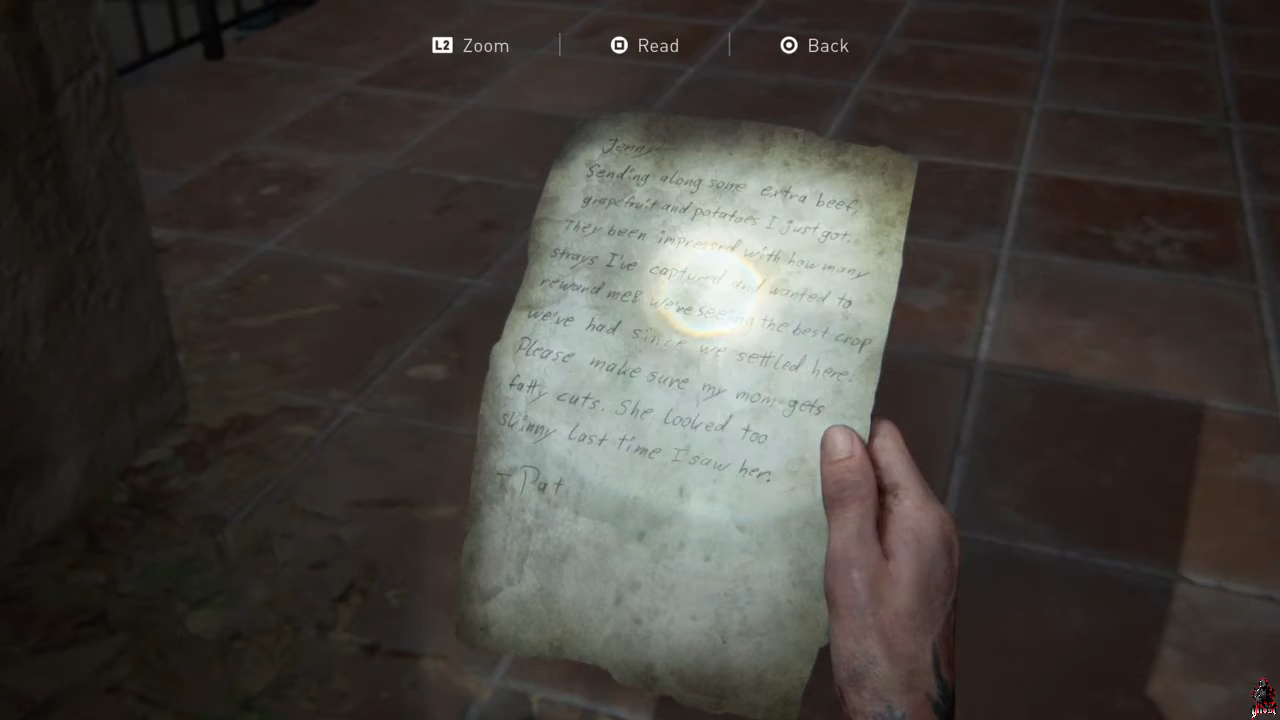 L2 Zoom | Read | Back
Jenny
Sending along some extra beef,
grapefruit and potatoes I just got.
They been impressed with how many
strays I've captured and wanted to
reward me! We're seeing the best crop
we've had since we settled here.
Please make sure my mom gets
fatty cuts. She looked too
skinny last time I saw her.
- Pat